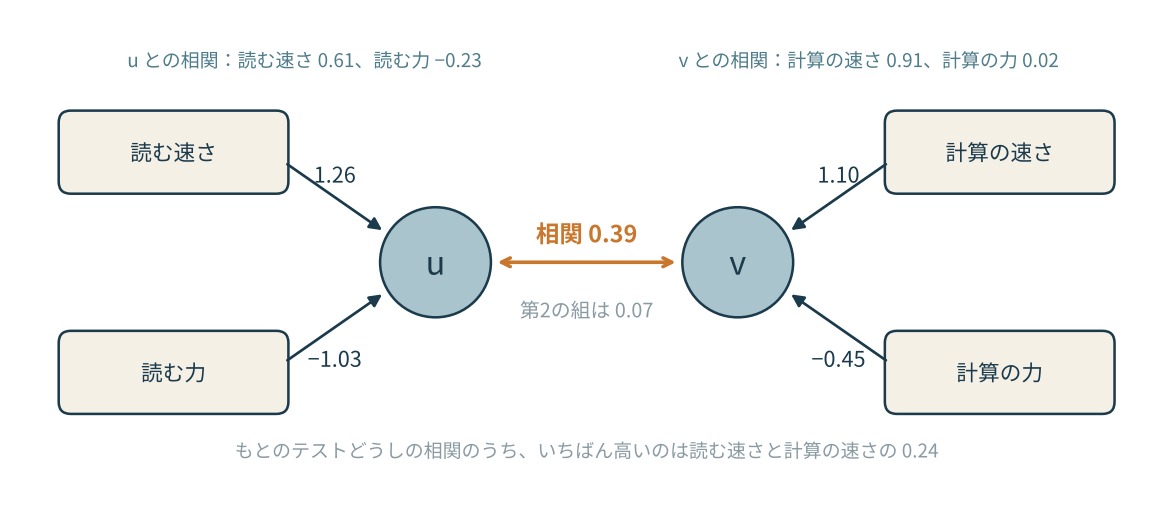 u との相関：読む速さ 0.61、読む力 −0.23
v との相関：計算の速さ 0.91、計算の力 0.02
読む速さ
計算の速さ
1.26
1.10
相関 0.39
u
v
第2の組は 0.07
−1.03
−0.45
読む力
計算の力
もとのテストどうしの相関のうち、いちばん高いのは読む速さと計算の速さの 0.24